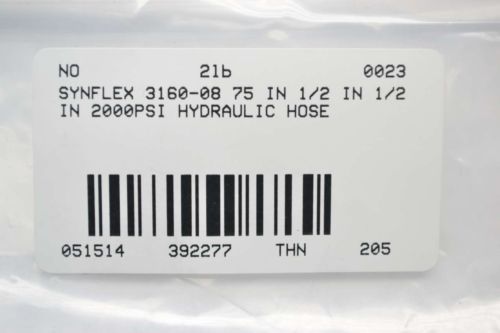 NO 2lb 0023
SYNFLEX 3160-08 75 IN 1/2 IN 1/2
IN 2000PSI HYDRAULIC HOSE
051514 392277 THN 205